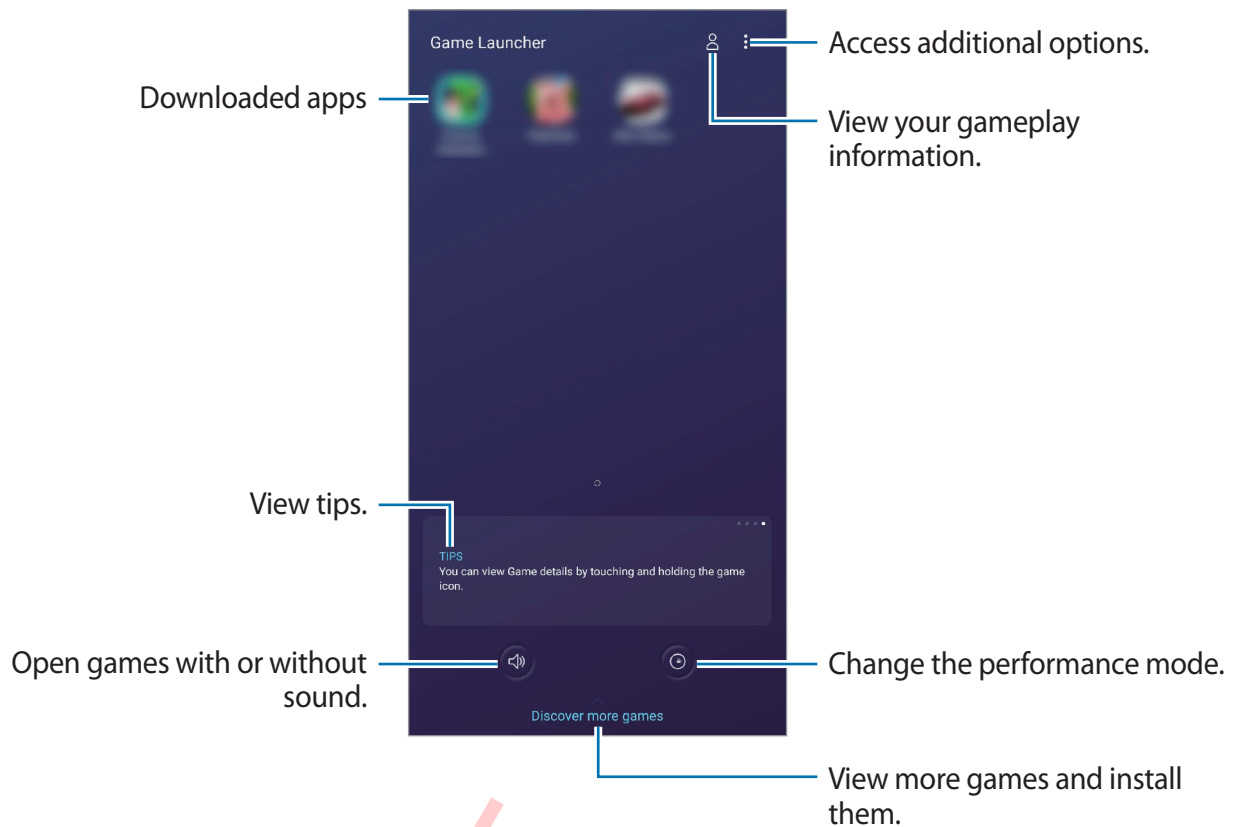 Game Launcher
Access additional options.
Downloaded apps
View your gameplay
information.
View tips.
TIPS
You can view Game details by touching and holding the game
icon.
Open games with or without
sound.
Change the performance mode.
Discover more games
View more games and install
them.